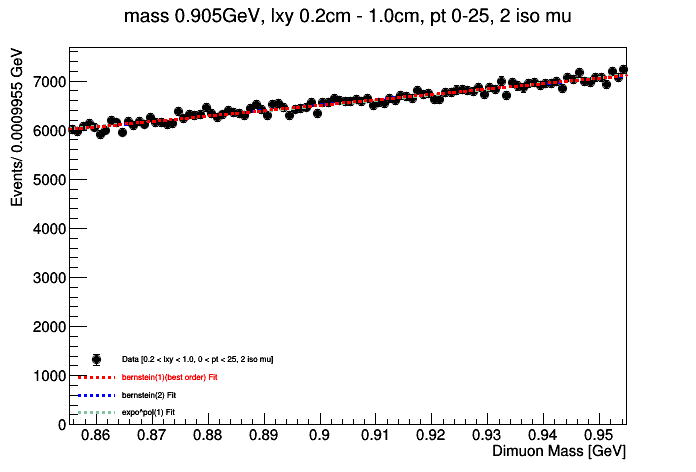 mass 0.905GeV, lxy 0.2cm - 1.0cm, pt 0-25, 2 iso mu
Events/ 0.0009955 GeV
7000
6000
5000
4000
3000
2000
1000
0
Data [0.2 < lxy < 1.0, 0 < pt < 25, 2 iso mu]
bernstein(1)(best order) Fit
bernstein(2) Fit
expo^pol(1) Fit
0.86 0.87 0.88 0.89 0.9 0.91 0.92 0.93 0.94 0.95
Dimuon Mass [GeV]